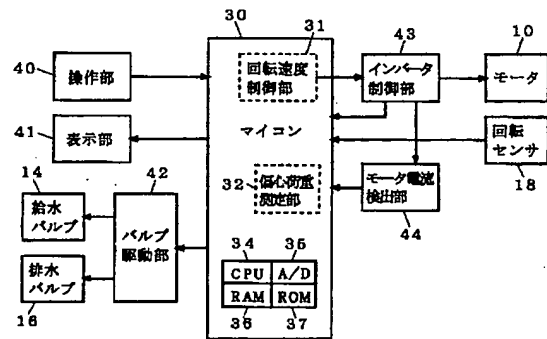 30
31
43
10
40
操作部
回転速度
制御部
インバータ
制御部
モータ
41
表示部
マイコン
回転
センサ
18
14
42
32
偏心荷重
測定部
モータ電流
検出部
44
給水
バルブ
バルブ
駆動部
34
35
CPU
A/D
RAM
ROM
36
37
排水
バルブ
16